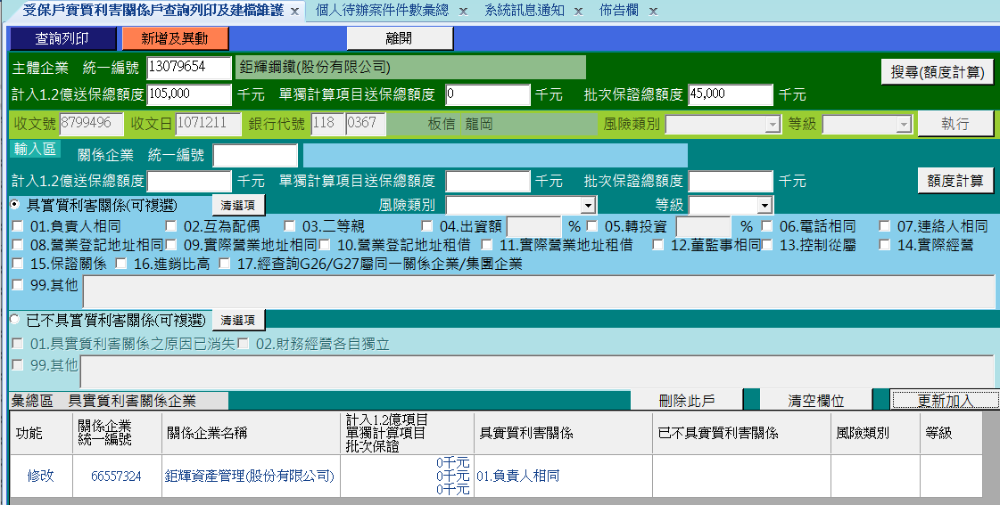 受保戶實質利害關係戶查詢列印及建檔維護 x 個人待辦案件件數彙總 x 系統訊息通知 x 佈告欄 x
查詢列印 新增及異動 離開
主體企業 統一編號 13079654 鉅輝鋼鐵(股份有限公司) 搜尋(額度計算)
計入1.2億送保總額度 105,000 千元 單獨計算項目送保總額度 0 千元 批次保證總額度 45,000 千元
收文號 8799496 收文日 1071211 銀行代號 118 0367 板信 龍岡 風險類別 等級 執行
輸入區 關係企業 統一編號
計入1.2億送保總額度 千元 單獨計算項目送保總額度 千元 批次保證總額度 千元 額度計算
具實質利害關係(可複選) 清選項 風險類別 等級
01.負責人相同 02.互為配偶 03.二等親 04.出資額 % 05.轉投資 % 06.電話相同 07.連絡人相同
08.營業登記地址相同 09.實際營業地址相同 10.營業登記地址租借 11.實際營業地址租借 12.董監事相同 13.控制從屬 14.實際經營
15.保證關係 16.進銷比高 17.經查詢G26/G27屬同一關係企業/集團企業
99.其他
已不具實質利害關係(可複選) 清選項
01.具實質利害關係之原因已消失 02.財務經營各自獨立
99.其他
彙總區 具實質利害關係企業 刪除此戶 清空欄位 更新加入
功能 關係企業統一編號 關係企業名稱 計入1.2億項目 單獨計算項目 批次保證 具實質利害關係 已不具實質利害關係 風險類別 等級
修改 66557324 鉅輝資產管理(股份有限公司) 0千元 0千元 0千元 01.負責人相同